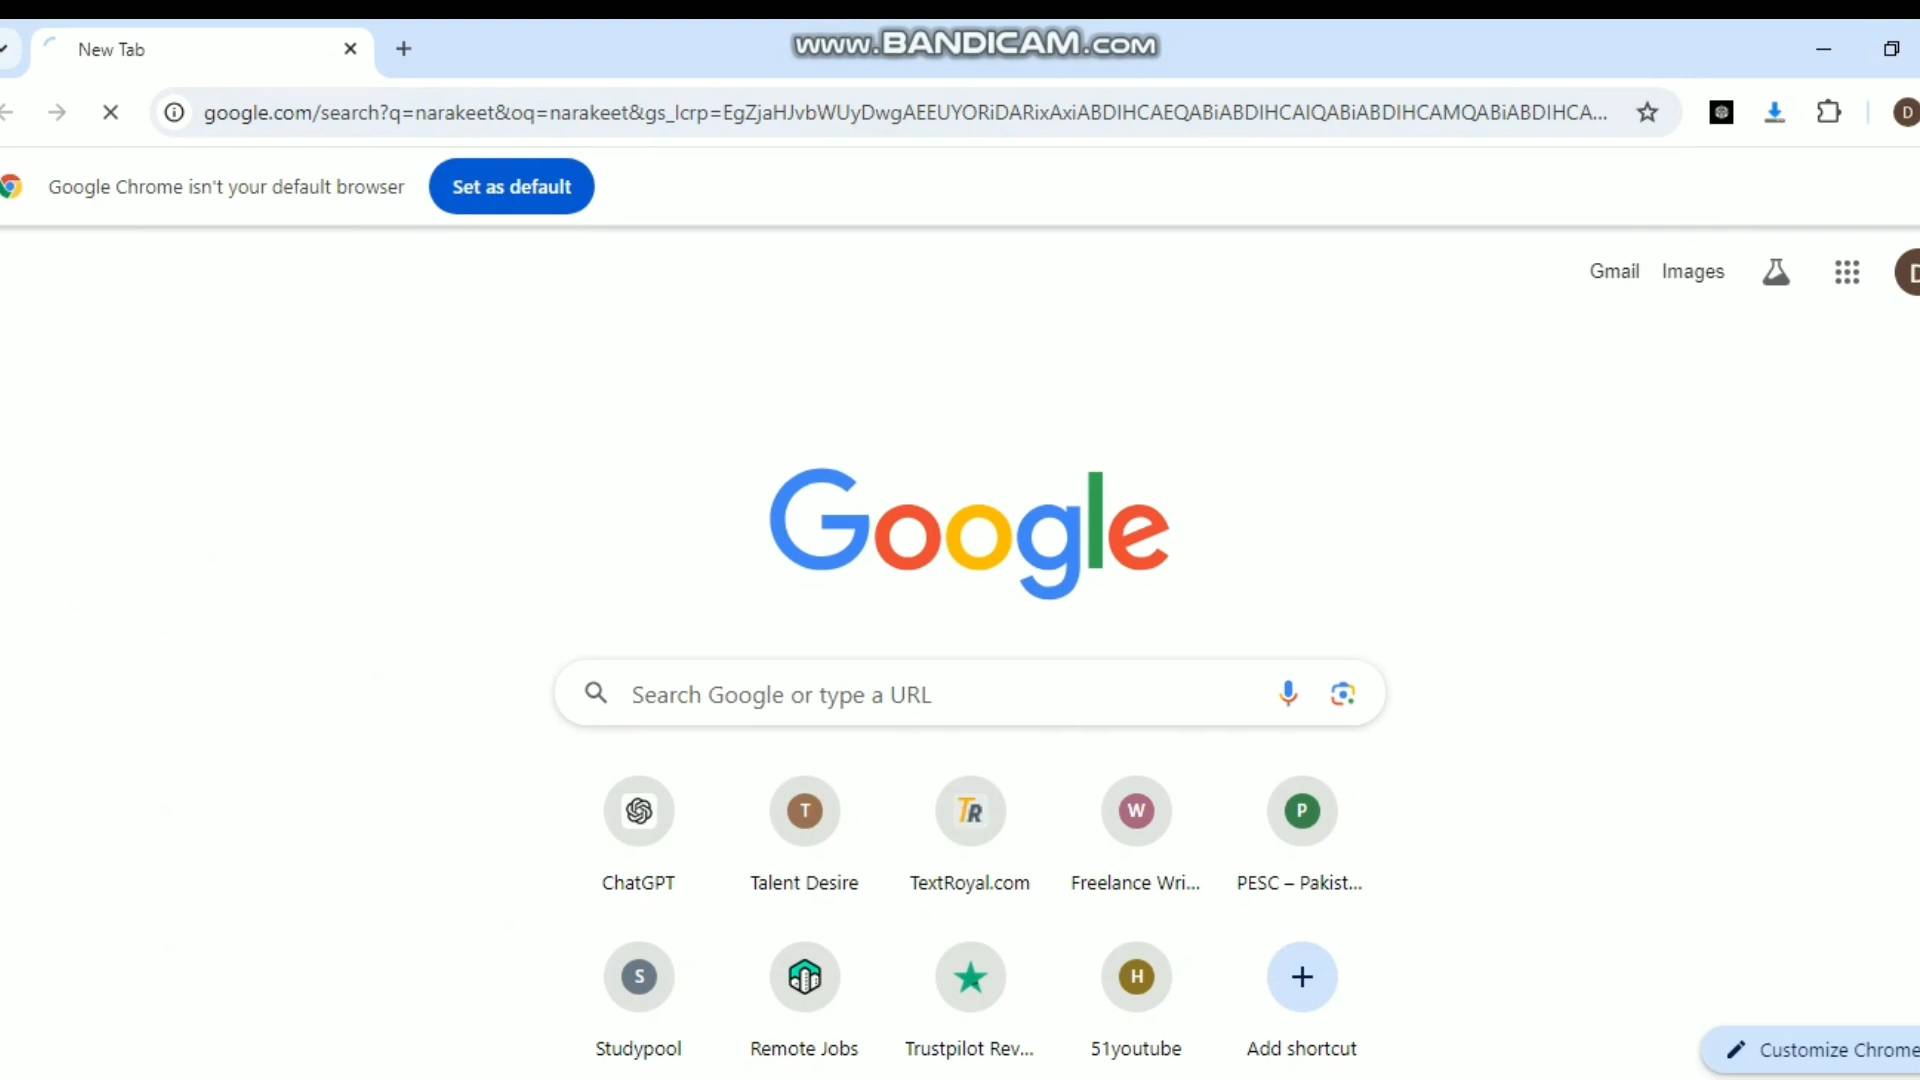 New Tab
www.BANDICAM.com
google.com/search?q=narakeet&oq=narakeet&gs_lcrp=EgZjaHJvbWUyDwgAEEUYORiDARixAxiABDIHCAEQABiABDIHCAIQABiABDIHCAMQABiABDIHCA...
D
Google Chrome isn't your default browser
Set as default
Gmail Images
D
Google
Search Google or type a URL
T TR W P
ChatGPT Talent Desire TextRoyal.com Freelance Wri... PESC – Pakist...
S H
Studypool Remote Jobs Trustpilot Rev... 51youtube Add shortcut
Customize Chrome